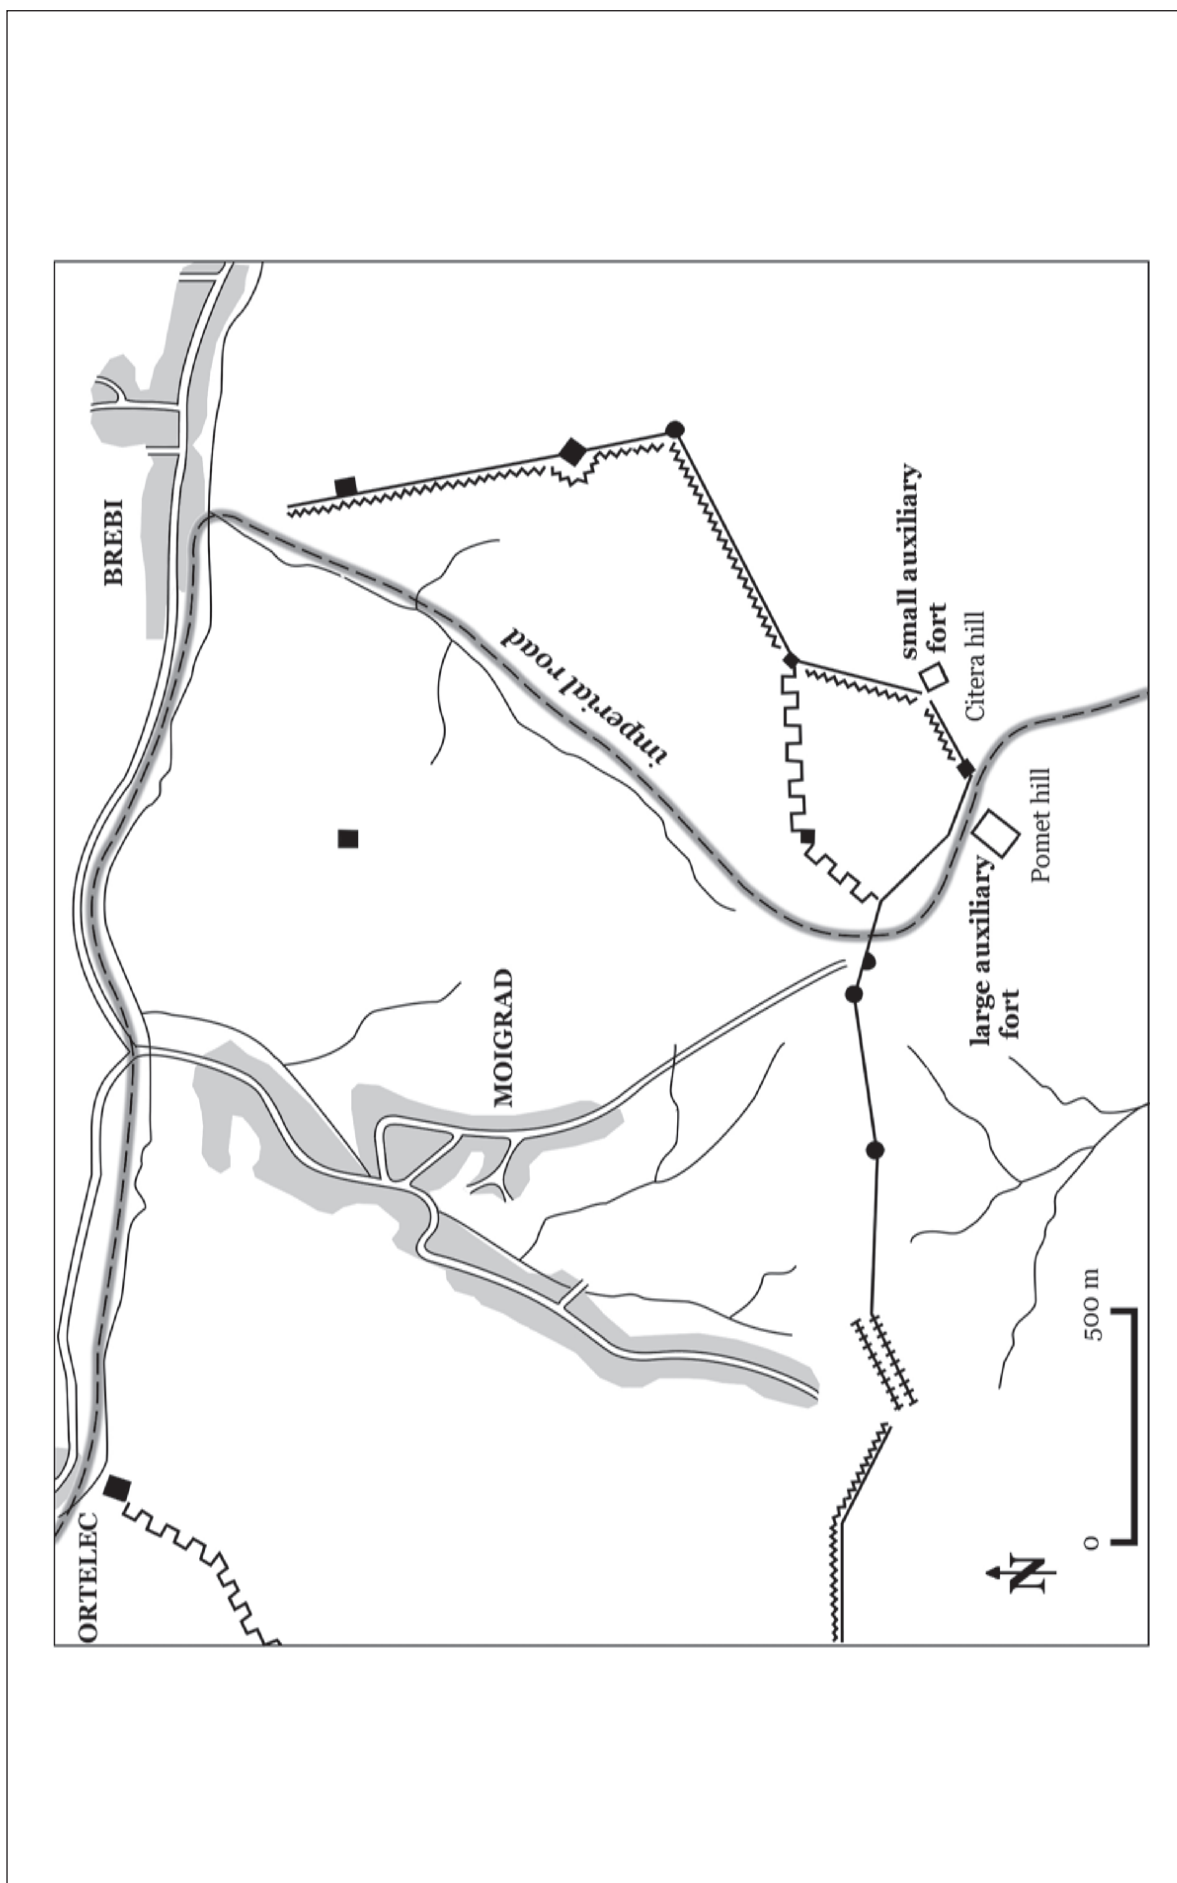 ORTELEC
BREBI
MOIGRAD
imperial road
small auxiliary
fort
Citera hill
large auxiliary
fort
Pomet hill
N
0
500 m